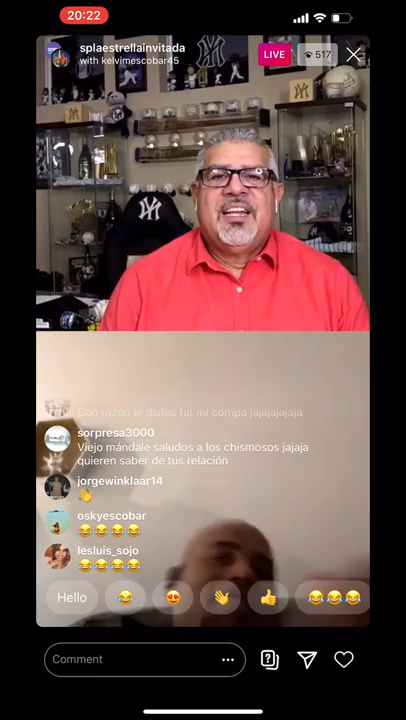 20:22
splaestrellainvitada
with kelvimescobar45
LIVE
517
Con razón le distes hit mi compa jajajajajaja
sorpresa3000
Viejo mándale saludos a los chismosos jajaja
quieren saber de tus relación
jorgewinklaar14
oskyescobar
lesluis_sojo
Hello
Comment